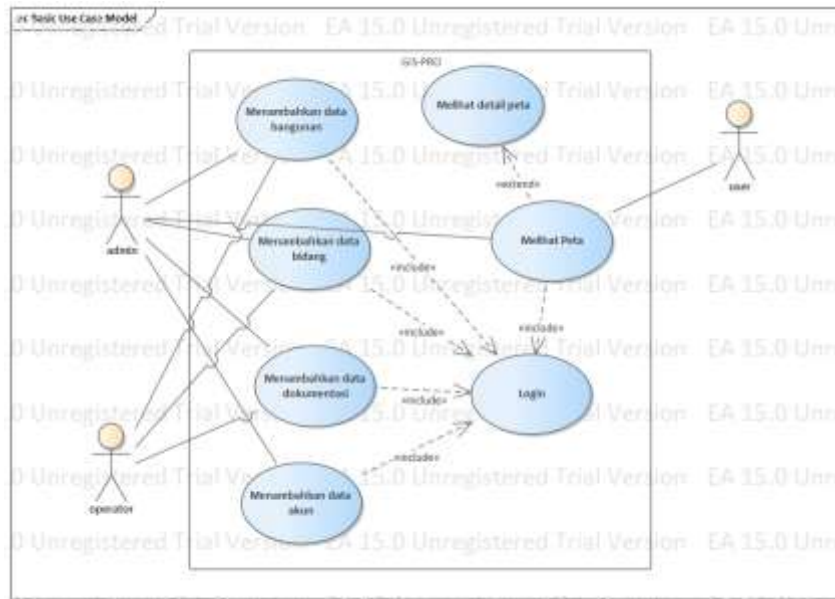 uc Basic Use Case Model
EA 15.0 Unregistered Trial Version
GIS-PRO
Menambahkan data
bangunan
Melihat detail peta
user
«extend»
admin
Menambahkan data
bidang
Melihat Peta
«include»
«include»
«include»
Menambahkan data
dokumentasi
«include»
Login
operator
«include»
Menambahkan data
akun